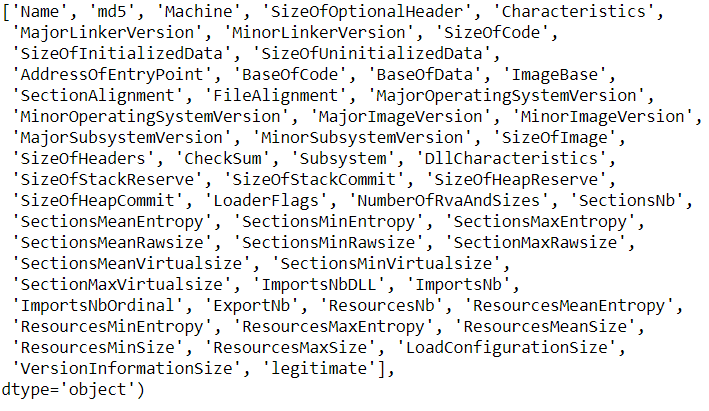 ['Name', 'md5', 'Machine', 'SizeOfOptionalHeader', 'Characteristics',
'MajorLinkerVersion', 'MinorLinkerVersion', 'SizeOfCode',
'SizeOfInitializedData', 'SizeOfUninitializedData',
'AddressOfEntryPoint', 'BaseOfCode', 'BaseOfData', 'ImageBase',
'SectionAlignment', 'FileAlignment', 'MajorOperatingSystemVersion',
'MinorOperatingSystemVersion', 'MajorImageVersion', 'MinorImageVersion',
'MajorSubsystemVersion', 'MinorSubsystemVersion', 'SizeOfImage',
'SizeOfHeaders', 'CheckSum', 'Subsystem', 'DllCharacteristics',
'SizeOfStackReserve', 'SizeOfStackCommit', 'SizeOfHeapReserve',
'SizeOfHeapCommit', 'LoaderFlags', 'NumberOfRvaAndSizes', 'SectionsNb',
'SectionsMeanEntropy', 'SectionsMinEntropy', 'SectionsMaxEntropy',
'SectionsMeanRawsize', 'SectionsMinRawsize', 'SectionMaxRawsize',
'SectionsMeanVirtualsize', 'SectionsMinVirtualsize',
'SectionMaxVirtualsize', 'ImportsNbDLL', 'ImportsNb',
'ImportsNbOrdinal', 'ExportNb', 'ResourcesNb', 'ResourcesMeanEntropy',
'ResourcesMinEntropy', 'ResourcesMaxEntropy', 'ResourcesMeanSize',
'ResourcesMinSize', 'ResourcesMaxSize', 'LoadConfigurationSize',
'VersionInformationSize', 'legitimate'],
dtype='object')